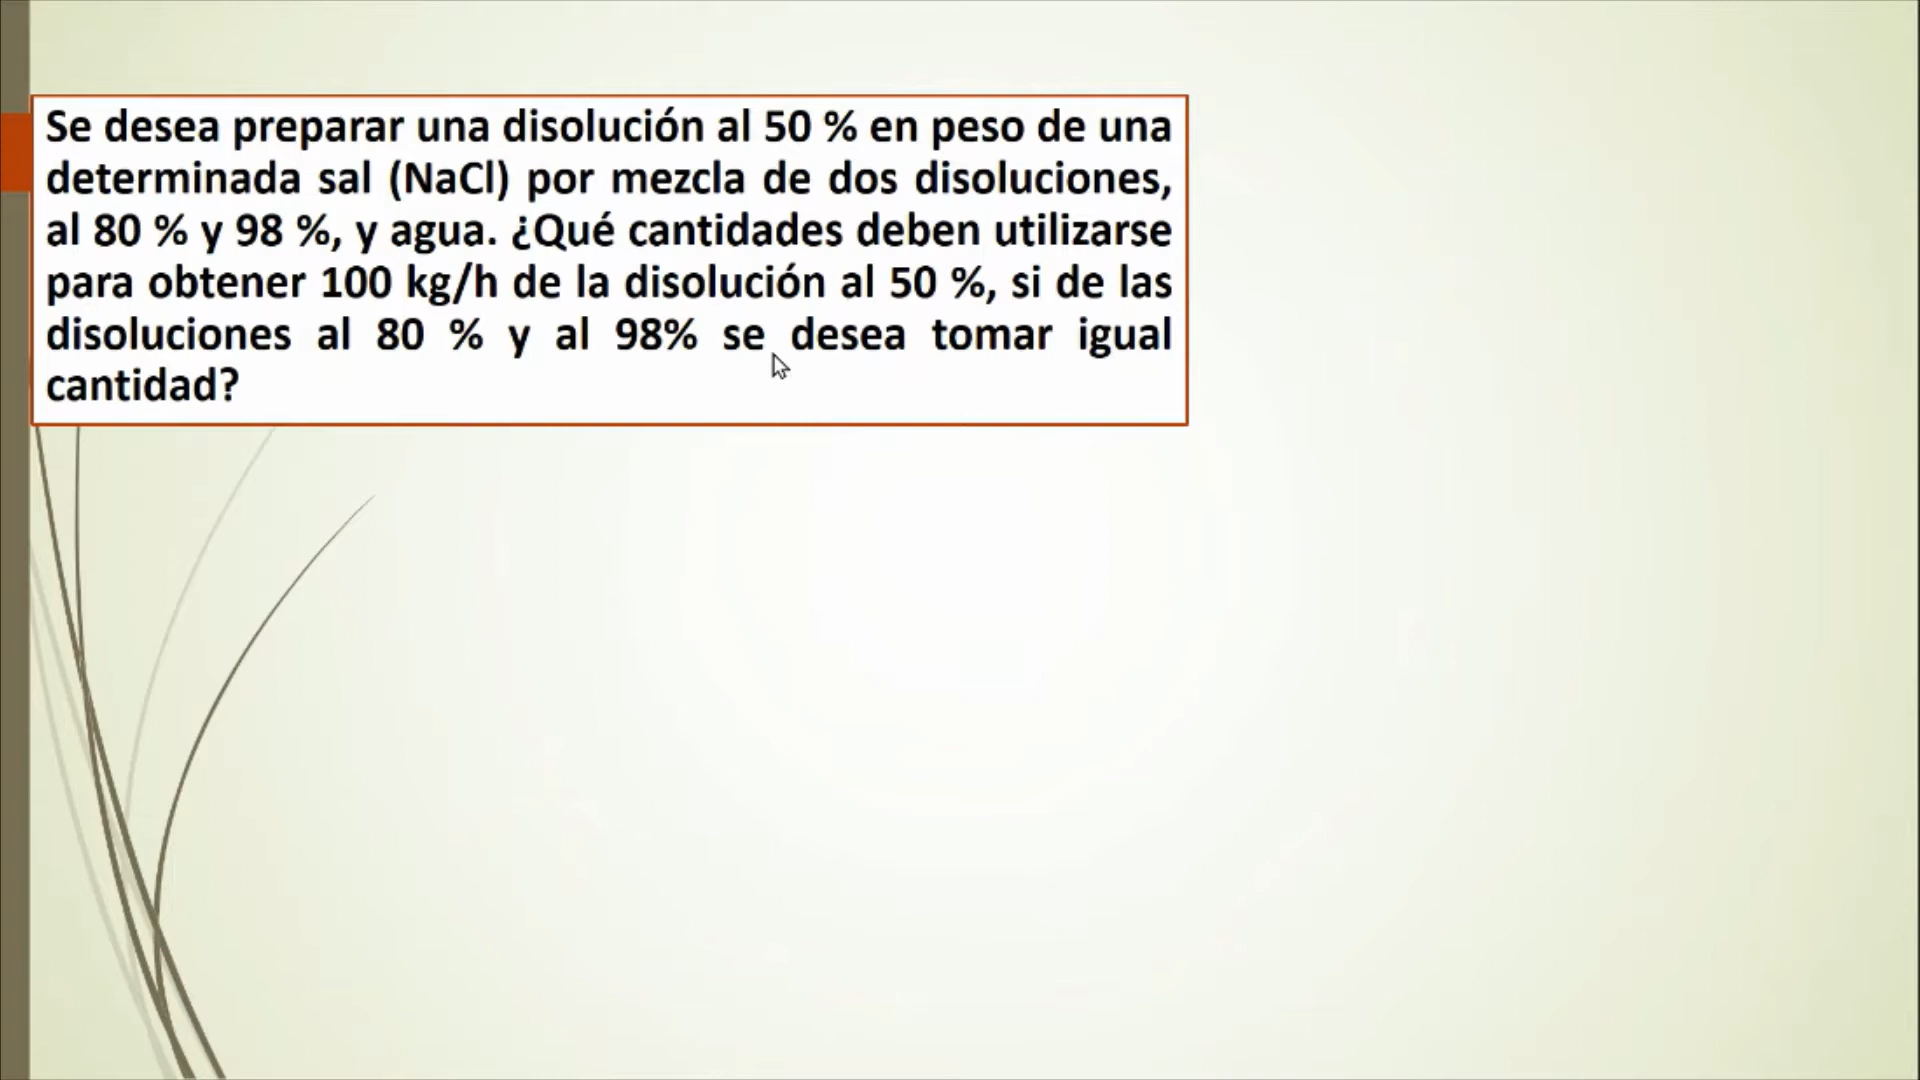 Se desea preparar una disolución al 50 % en peso de una
determinada sal (NaCl) por mezcla de dos disoluciones,
al 80 % y 98 %, y agua. ¿Qué cantidades deben utilizarse
para obtener 100 kg/h de la disolución al 50 %, si de las
disoluciones al 80 % y al 98% se desea tomar igual
cantidad?